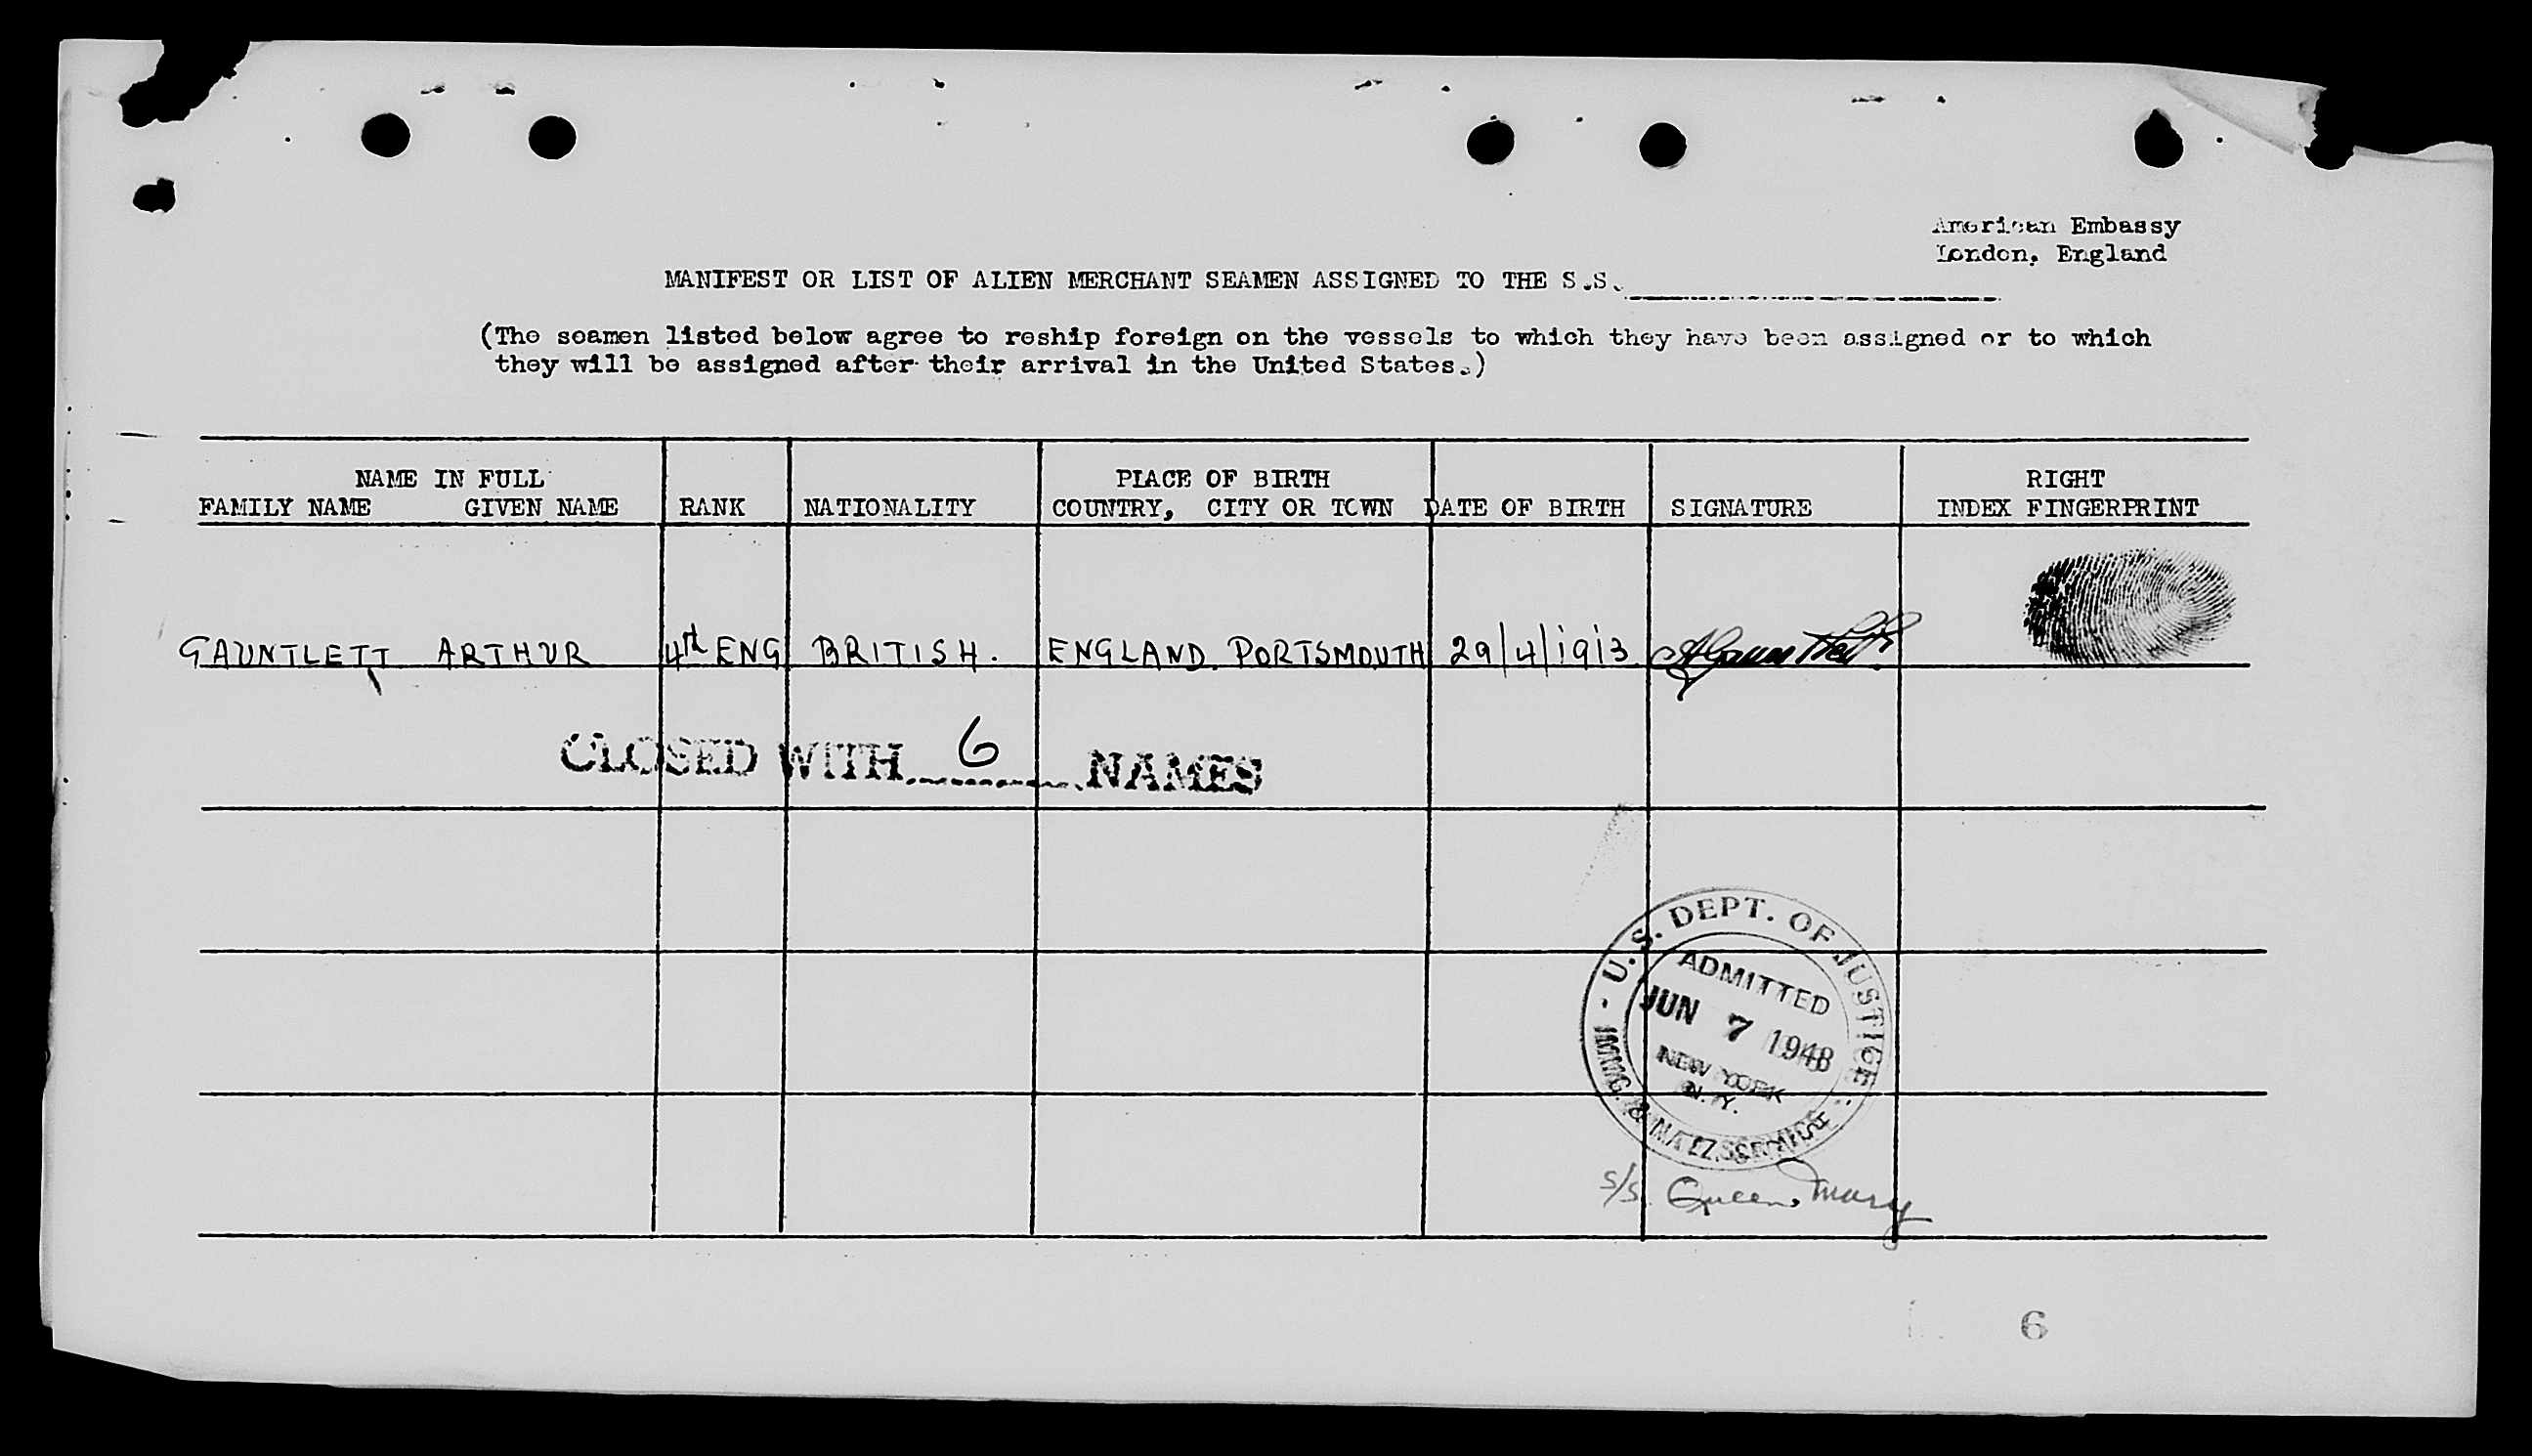 American Embassy
London, England
MANIFEST OR LIST OF ALIEN MERCHANT SEAMEN ASSIGNED TO THE S.S.
(The seamen listed below agree to reship foreign on the vessels to which they have been assigned or to which
they will be assigned after their arrival in the United States.)
NAME IN FULL PLACE OF BIRTH RIGHT
FAMILY NAME GIVEN NAME RANK NATIONALITY COUNTRY, CITY OR TOWN DATE OF BIRTH SIGNATURE INDEX FINGERPRINT
GAUNTLETT ARTHUR 4th ENG BRITISH. ENGLAND. PORTSMOUTH 29/4/1913 A Gauntlett
CLOSED WITH 6 NAMES
- U.S. DEPT. OF JUSTICE -
ADMITTED
JUN 7 1948
NEW YORK
N.Y.
IMMIG. & NATZ. SERVICE
s/s. Queen Mary
6